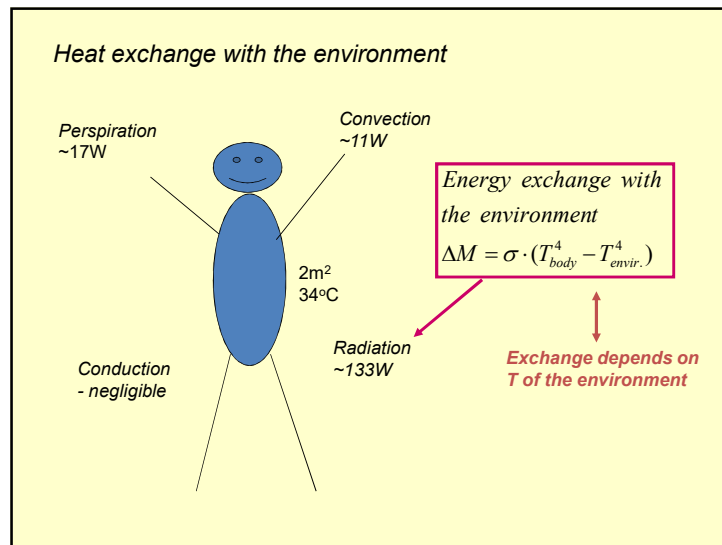 Heat exchange with the environment
Perspiration
~17W
Convection
~11W
Energy exchange with
the environment
ΔM = σ · (T⁴body − T⁴envir.)
2m²
34°C
Radiation
~133W
Conduction
- negligible
Exchange depends on
T of the environment